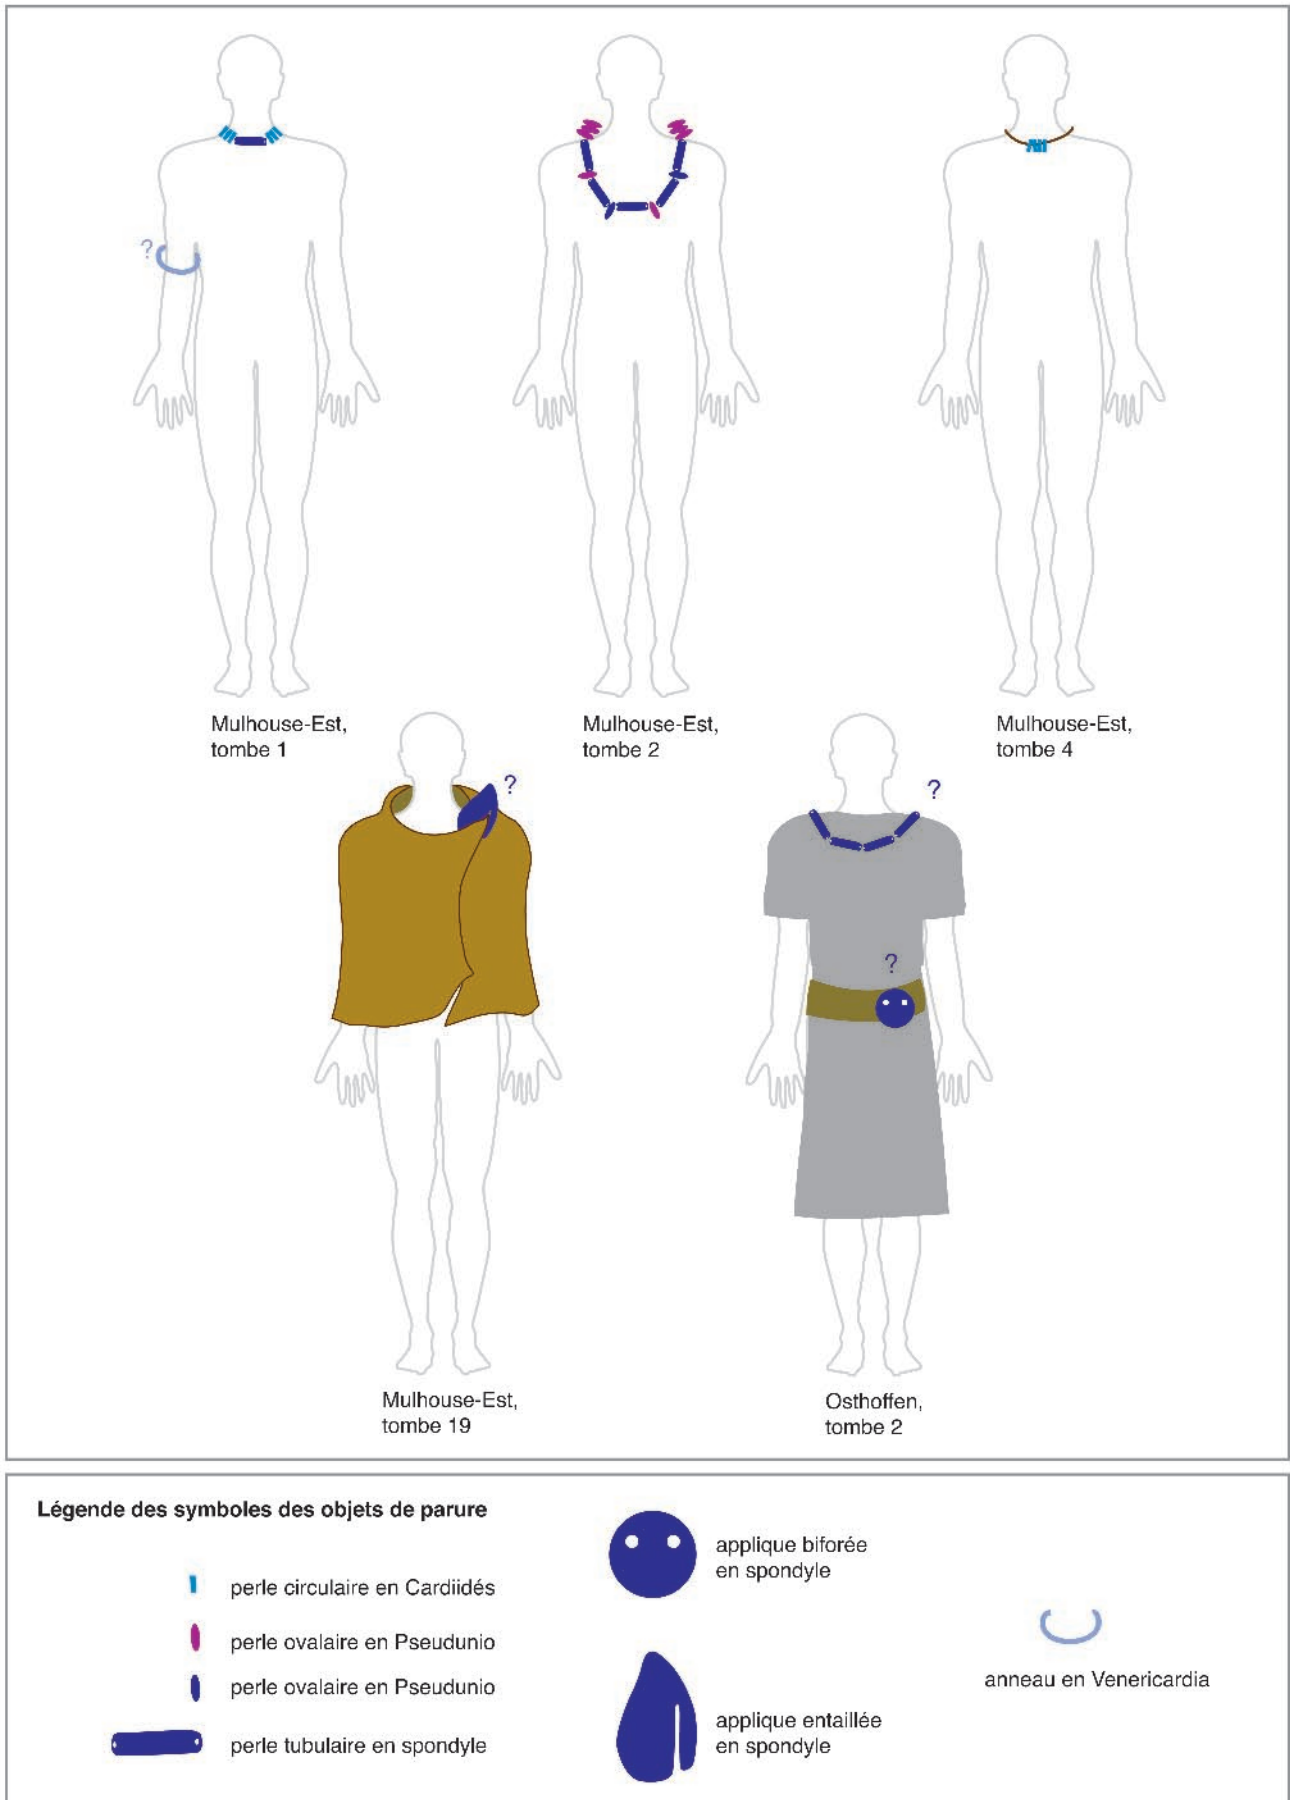 ?
Mulhouse-Est,
tombe 1
Mulhouse-Est,
tombe 2
Mulhouse-Est,
tombe 4
?
Mulhouse-Est,
tombe 19
?
?
Osthoffen,
tombe 2
Légende des symboles des objets de parure
perle circulaire en Cardiidés
perle ovalaire en Pseudunio
perle ovalaire en Pseudunio
perle tubulaire en spondyle
applique biforée
en spondyle
applique entaillée
en spondyle
anneau en Venericardia